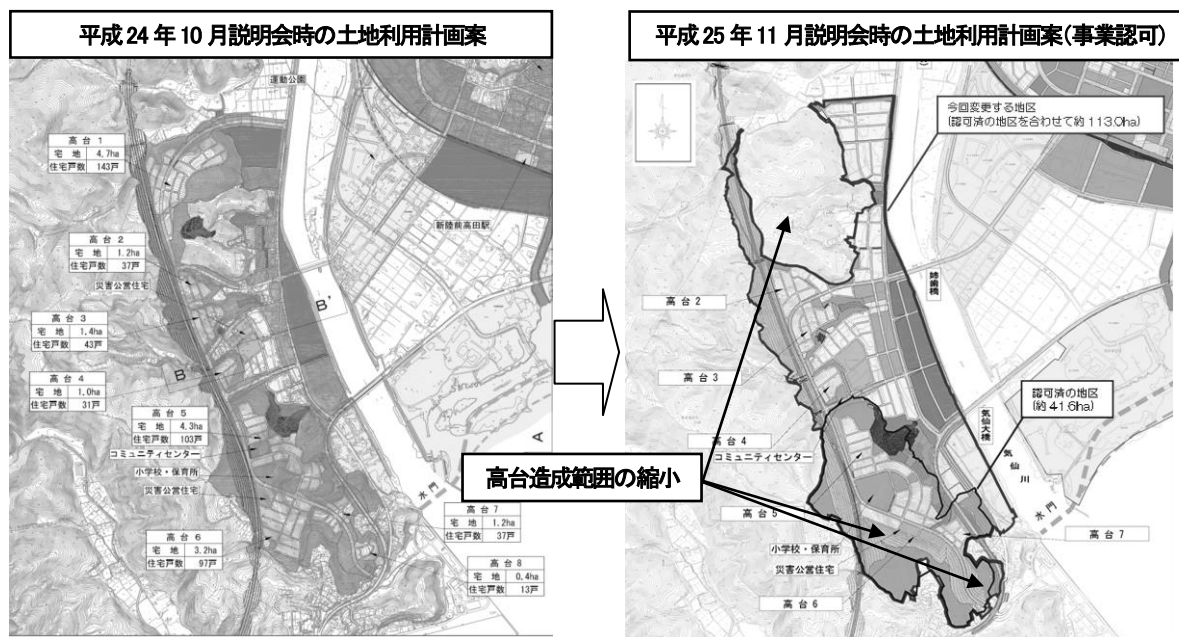 平成24年10月説明会時の土地利用計画案
運動公園
高台1
宅地 4.7ha
住宅戸数 143戸
高台2
宅地 1.2ha
住宅戸数 37戸
災害公営住宅
新陸前高田駅
B'
高台3
宅地 1.4ha
住宅戸数 43戸
B
高台4
宅地 1.0ha
住宅戸数 31戸
高台5
宅地 4.3ha
住宅戸数 103戸
コミュニティセンター
小学校・保育所
災害公営住宅
A
水門
高台6
宅地 3.2ha
住宅戸数 97戸
高台7
宅地 1.2ha
住宅戸数 37戸
高台8
宅地 0.4ha
住宅戸数 13戸
高台造成範囲の縮小
平成25年11月説明会時の土地利用計画案(事業認可)
今回変更する地区
(認可済の地区を合わせて約113.0ha)
姉歯橋
高台2
高台3
認可済の地区
(約41.6ha)
気仙大橋
気仙川
水門
高台4
コミュニティセンター
高台5
高台7
小学校・保育所
災害公営住宅
高台6